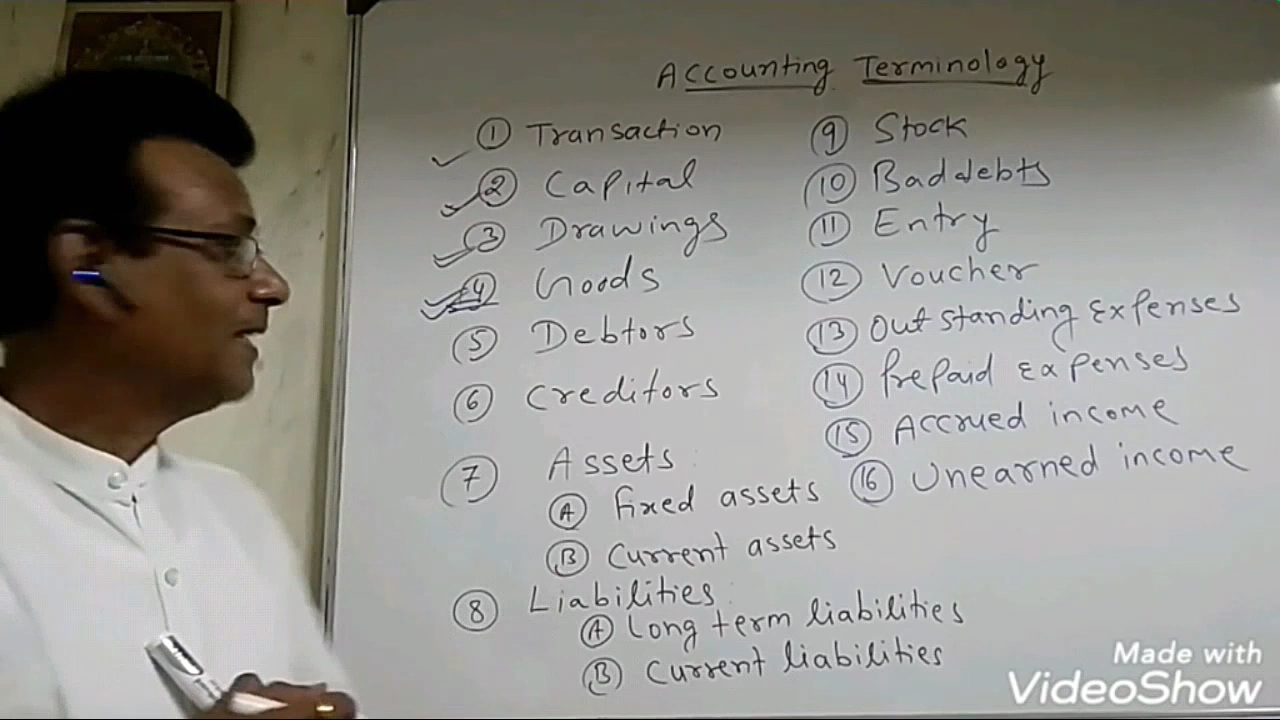 Accounting Terminology
① Transaction
② Capital
③ Drawings
④ Goods
⑤ Debtors
⑥ Creditors
⑦ Assets
Ⓐ Fixed assets
Ⓑ Current assets
⑧ Liabilities
Ⓐ Long term liabilities
Ⓑ Current liabilities
⑨ Stock
⑩ Bad debts
⑪ Entry
⑫ Voucher
⑬ Outstanding Expenses
⑭ Prepaid Expenses
⑮ Accrued income
⑯ Unearned income
Made with
VideoShow